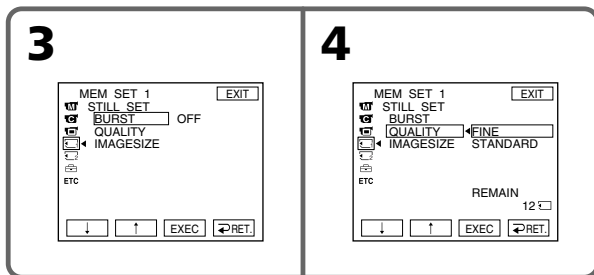 3
MEM SET 1 EXIT
STILL SET
BURST OFF
QUALITY
IMAGESIZE
ETC
↓ ↑ EXEC RET.
4
MEM SET 1 EXIT
STILL SET
BURST
QUALITY FINE
IMAGESIZE STANDARD
ETC
REMAIN
12
↓ ↑ EXEC RET.